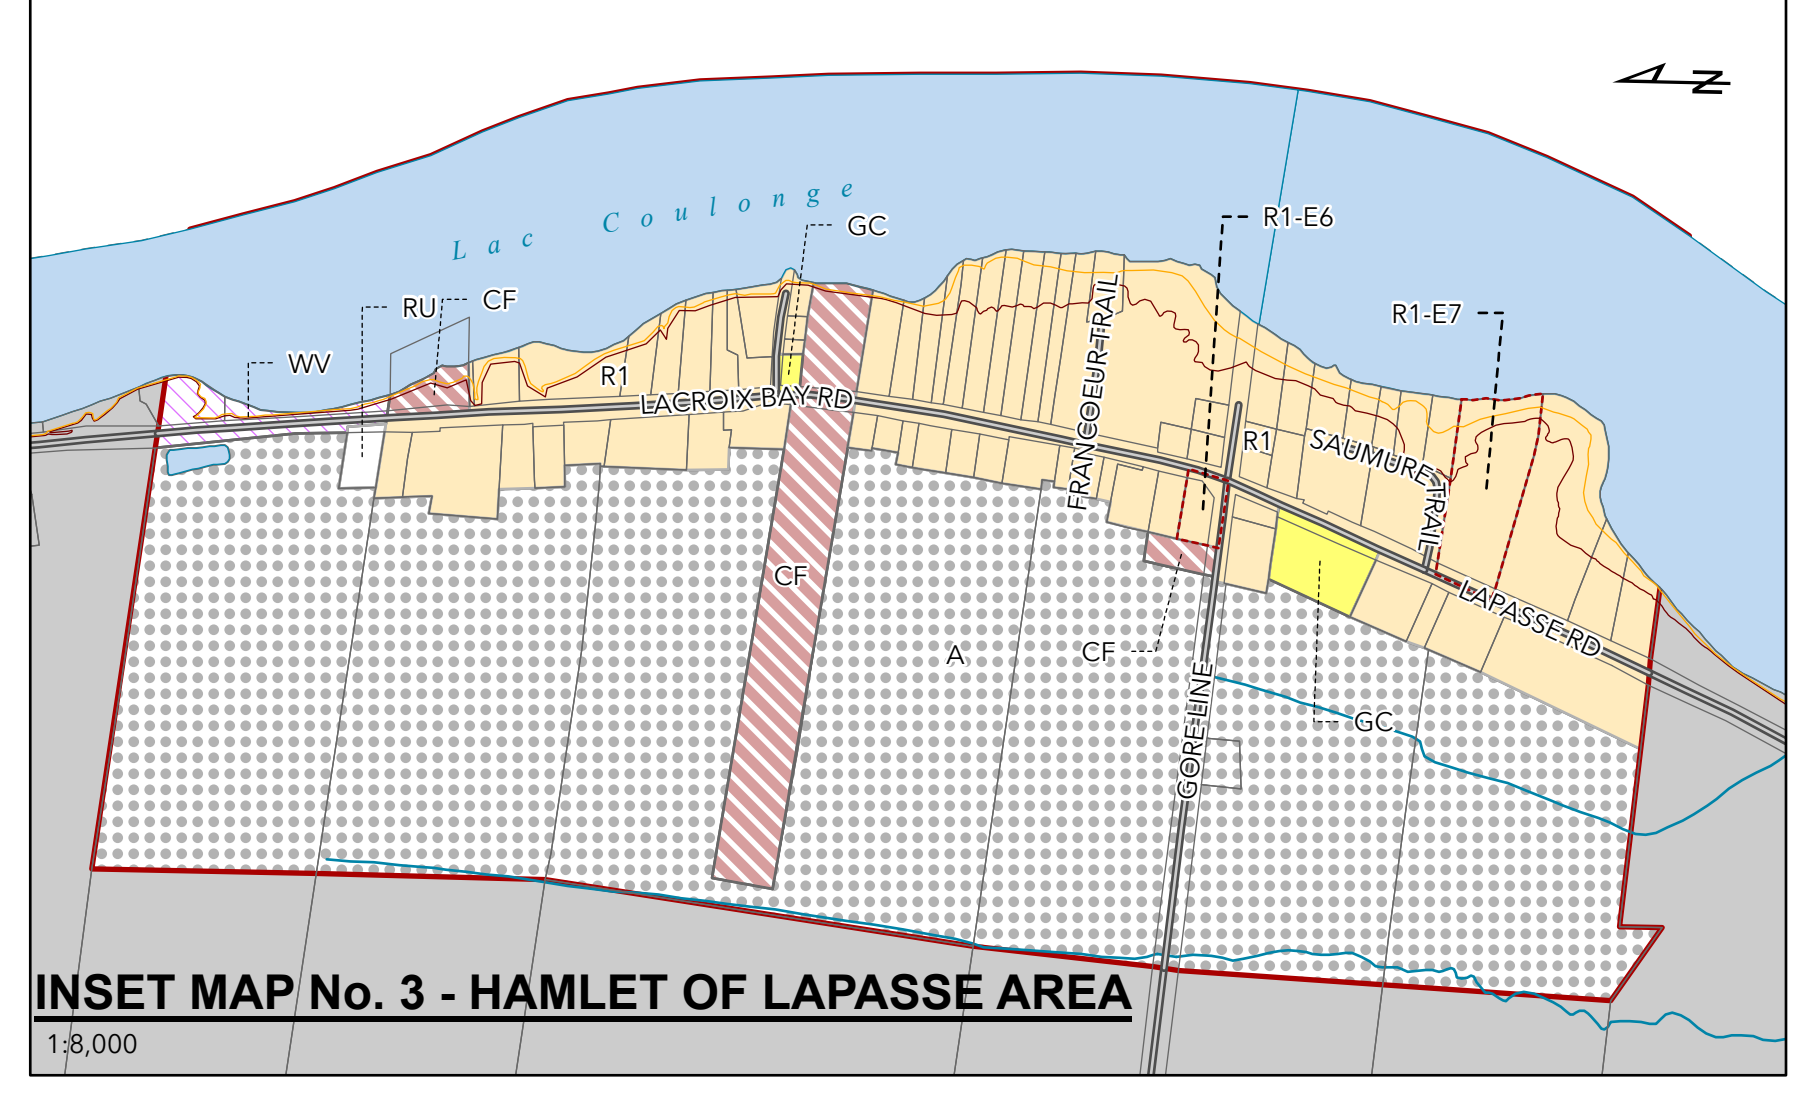 N
Lac Coulonge
GC
R1-E6
RU
CF
R1-E7
WV
R1
LACROIX BAY RD
FRANCOEUR TRAIL
R1
SAUMURE TRAIL
CF
A
CF
GORE LINE
LAPASSE RD
GC
INSET MAP No. 3 - HAMLET OF LAPASSE AREA
1:8,000